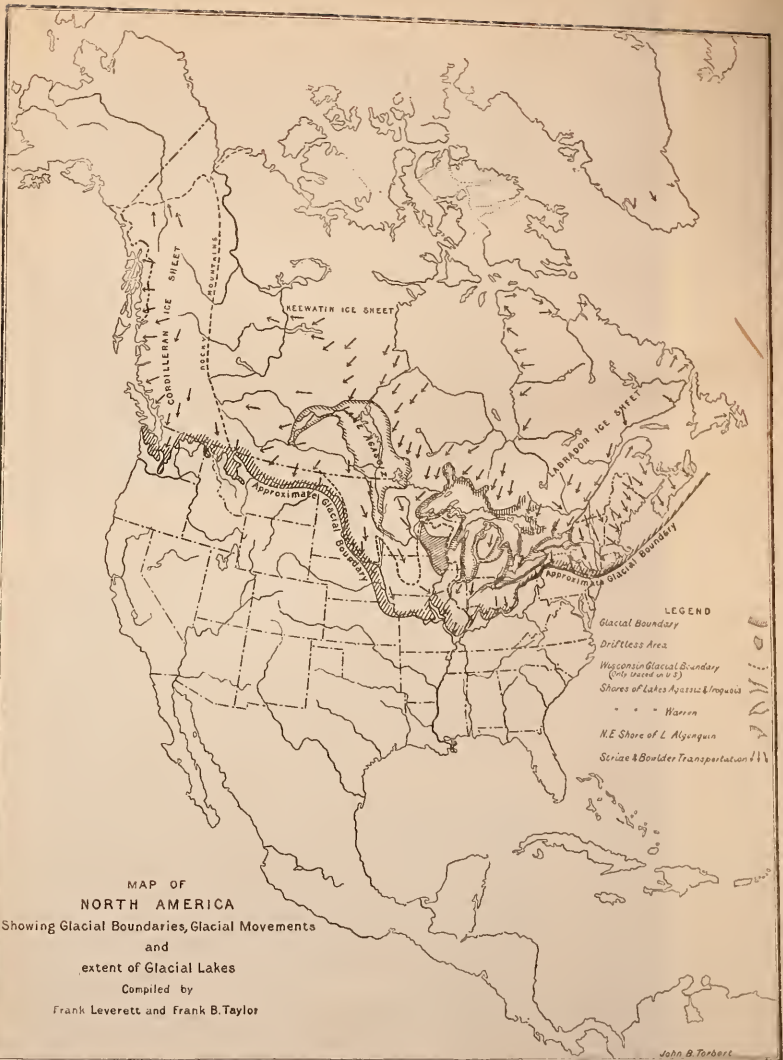 CORDILLERAN ICE SHEET
ROCKY MOUNTAINS
KEEWATIN ICE SHEET
L. AGASSIZ
LABRADOR ICE SHEET
Approximate Glacial Boundary
Approximate Glacial Boundary
LEGEND
Glacial Boundary
Driftless Area
Wisconsin Glacial Boundary
(Only traced in U S)
Shores of Lakes Agassiz & Iroquois
" " " Warren
N.E Shore of L Algonquin
Striae & Boulder Transportation
MAP OF
NORTH AMERICA
Showing Glacial Boundaries, Glacial Movements
and
extent of Glacial Lakes
Compiled by
Frank Leverett and Frank B. Taylor
John B. Torbert